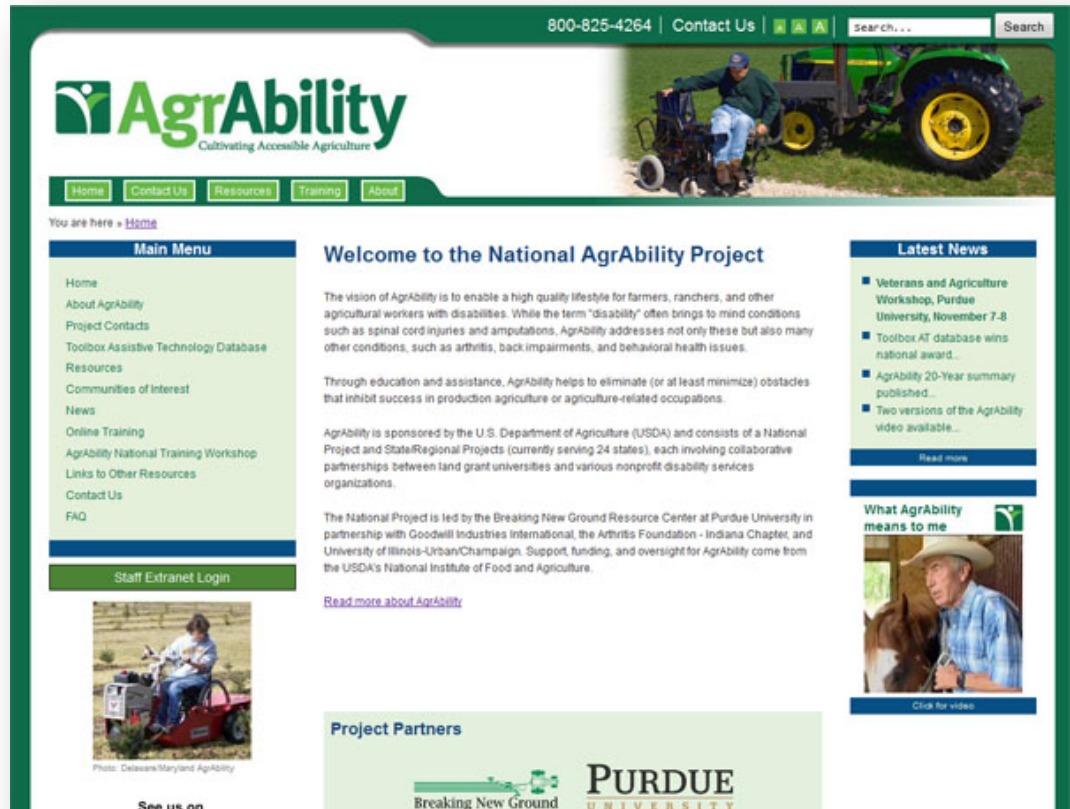 800-825-4264 | Contact Us | A A A search... Search
AgrAbility
Cultivating Accessible Agriculture
Home Contact Us Resources Training About
You are here » Home
Main Menu
Home
About AgrAbility
Project Contacts
Toolbox Assistive Technology Database
Resources
Communities of Interest
News
Online Training
AgrAbility National Training Workshop
Links to Other Resources
Contact Us
FAQ
Staff Extranet Login
Photo: Delaware/Maryland AgrAbility
See us on
Welcome to the National AgrAbility Project
The vision of AgrAbility is to enable a high quality lifestyle for farmers, ranchers, and other
agricultural workers with disabilities. While the term "disability" often brings to mind conditions
such as spinal cord injuries and amputations, AgrAbility addresses not only these but also many
other conditions, such as arthritis, back impairments, and behavioral health issues.
Through education and assistance, AgrAbility helps to eliminate (or at least minimize) obstacles
that inhibit success in production agriculture or agriculture-related occupations.
AgrAbility is sponsored by the U.S. Department of Agriculture (USDA) and consists of a National
Project and State/Regional Projects (currently serving 24 states), each involving collaborative
partnerships between land grant universities and various nonprofit disability services
organizations.
The National Project is led by the Breaking New Ground Resource Center at Purdue University in
partnership with Goodwill Industries International, the Arthritis Foundation - Indiana Chapter, and
University of Illinois-Urban/Champaign. Support, funding, and oversight for AgrAbility come from
the USDA's National Institute of Food and Agriculture.
Read more about AgrAbility
Project Partners
Breaking New Ground
PURDUE
UNIVERSITY
Latest News
Veterans and Agriculture
Workshop, Purdue
University, November 7-8
Toolbox AT database wins
national award...
AgrAbility 20-Year summary
published...
Two versions of the AgrAbility
video available...
Read more
What AgrAbility
means to me
Click for video